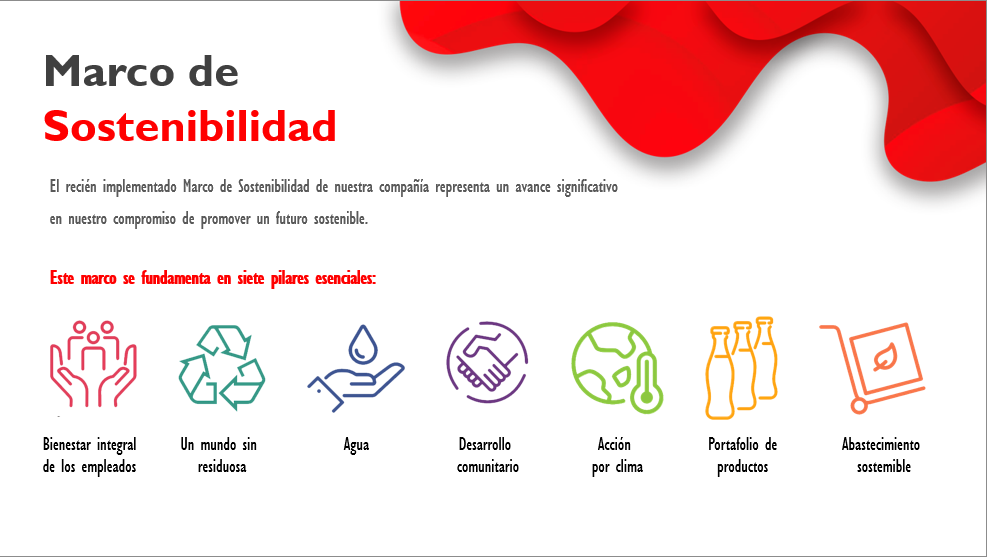 Marco de
Sostenibilidad
El recién implementado Marco de Sostenibilidad de nuestra compañía representa un avance significativo
en nuestro compromiso de promover un futuro sostenible.
Este marco se fundamenta en siete pilares esenciales:
Bienestar integral
de los empleados
Un mundo sin
residuosa
Agua
Desarrollo
comunitario
Acción
por clima
Portafolio de
productos
Abastecimiento
sostemible